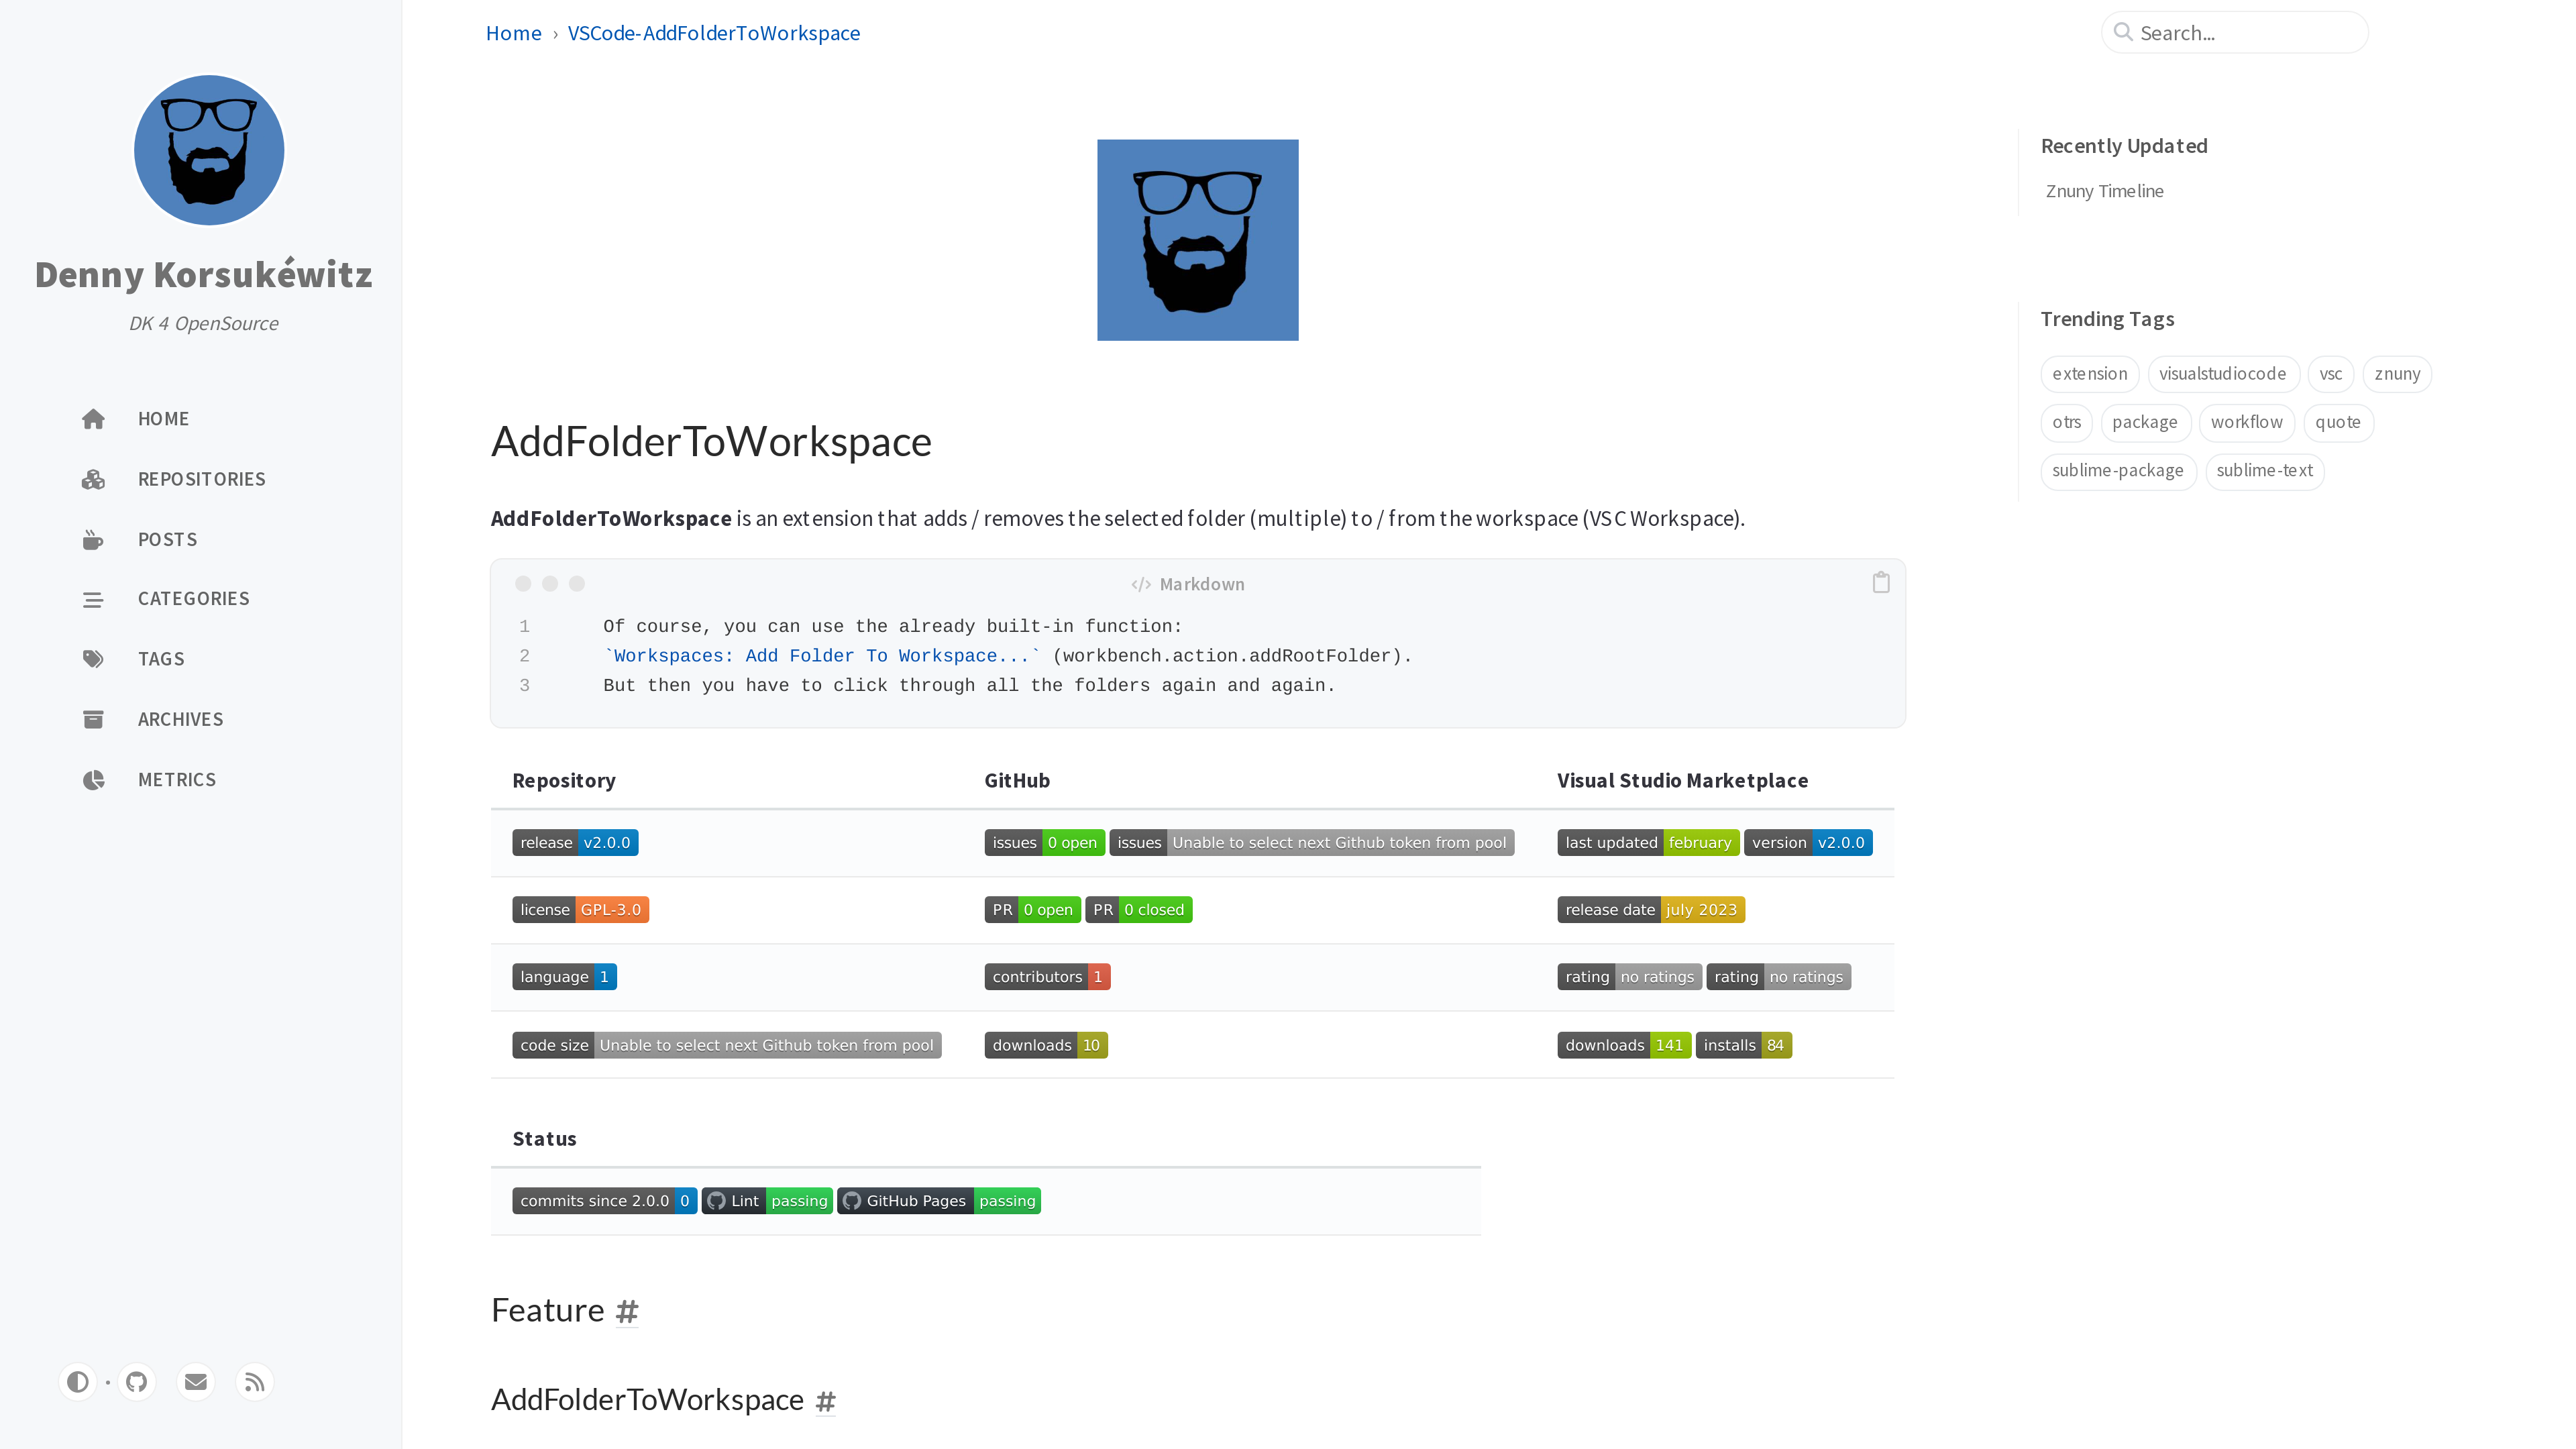 Denny Korsukéwitz
DK 4 OpenSource
HOME
REPOSITORIES
POSTS
CATEGORIES
TAGS
ARCHIVES
METRICS
Home › VSCode-AddFolderToWorkspace
Search...
AddFolderToWorkspace
AddFolderToWorkspace is an extension that adds / removes the selected folder (multiple) to / from the workspace (VSC Workspace).
Markdown
1 Of course, you can use the already built-in function:
2 `Workspaces: Add Folder To Workspace...` (workbench.action.addRootFolder).
3 But then you have to click through all the folders again and again.
Repository GitHub Visual Studio Marketplace
release v2.0.0 issues 0 open issues Unable to select next Github token from pool last updated february version v2.0.0
license GPL-3.0 PR 0 open PR 0 closed release date july 2023
language 1 contributors 1 rating no ratings rating no ratings
code size Unable to select next Github token from pool downloads 10 downloads 141 installs 84
Status
commits since 2.0.0 0 Lint passing GitHub Pages passing
Feature #
AddFolderToWorkspace #
Recently Updated
Znuny Timeline
Trending Tags
extension visualstudiocode vsc znuny
otrs package workflow quote
sublime-package sublime-text